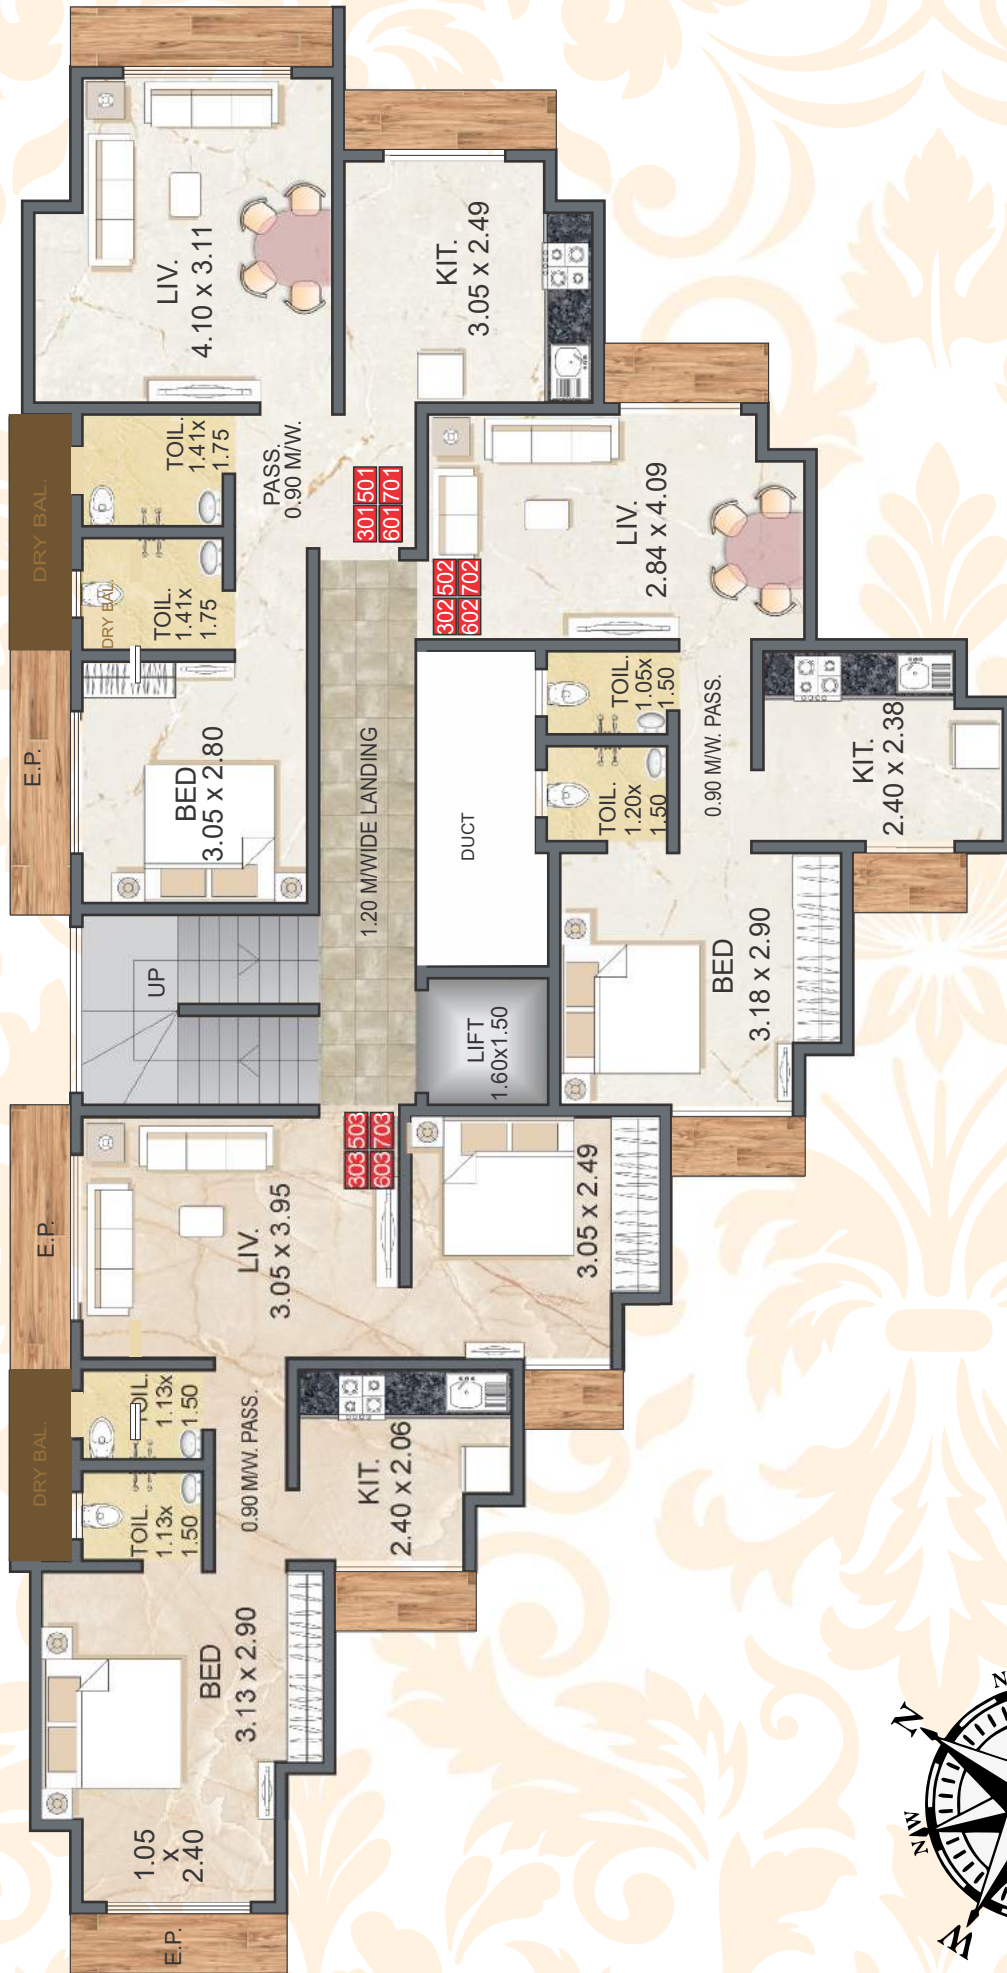 LIV.
4.10 x 3.11
KIT.
3.05 x 2.49
DRY BAL.
TOIL.
1.41x
1.75
PASS.
0.90 M/W.
301 501
601 701
DRY BAL.
TOIL.
1.41x
1.75
E.P.
BED
3.05 x 2.80
LIV.
2.84 x 4.09
302 502
602 702
TOIL.
1.05x
1.50
TOIL.
1.20x
1.50
0.90 M/W. PASS.
KIT.
2.40 x 2.38
1.20 M/WIDE LANDING
DUCT
UP
LIFT
1.60x1.50
BED
3.18 x 2.90
E.P.
LIV.
3.05 x 3.95
303 503
603 703
3.05 x 2.49
DRY BAL.
TOIL.
1.13x
1.50
TOIL.
1.13x
1.50
0.90 M/W. PASS.
KIT.
2.40 x 2.06
BED
3.13 x 2.90
1.05
x
2.40
E.P.
N
N
NW
W